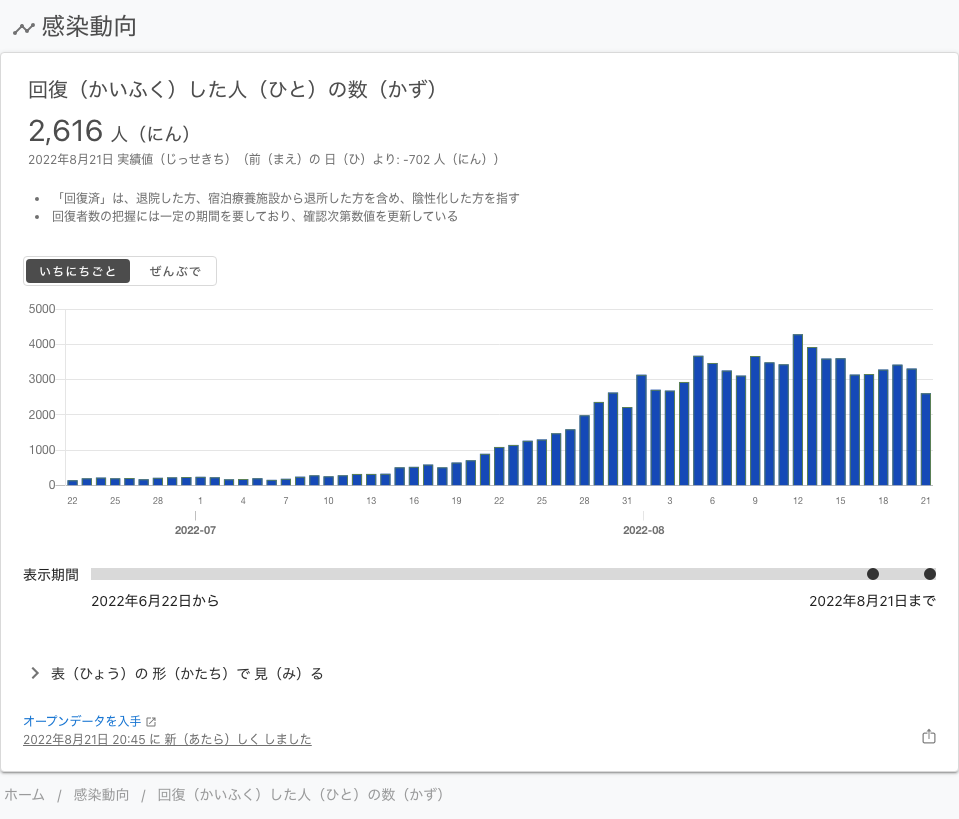 感染動向
回復（かいふく）した人（ひと）の数（かず）
2,616 人（にん）
2022年8月21日 実績値（じっせきち）（前（まえ）の 日（ひ）より: -702 人（にん））
• 「回復済」は、退院した方、宿泊療養施設から退所した方を含め、陰性化した方を指す
• 回復者数の把握には一定の期間を要しており、確認次第数値を更新している
いちにちごと ぜんぶで
5000
4000
3000
2000
1000
0
22 25 28 1 4 7 10 13 16 19 22 25 28 31 3 6 9 12 15 18 21
2022-07 2022-08
表示期間
2022年6月22日から 2022年8月21日まで
表（ひょう）の 形（かたち）で 見（み）る
オープンデータを入手
2022年8月21日 20:45 に 新（あたら）しく しました
ホーム / 感染動向 / 回復（かいふく）した人（ひと）の数（かず）